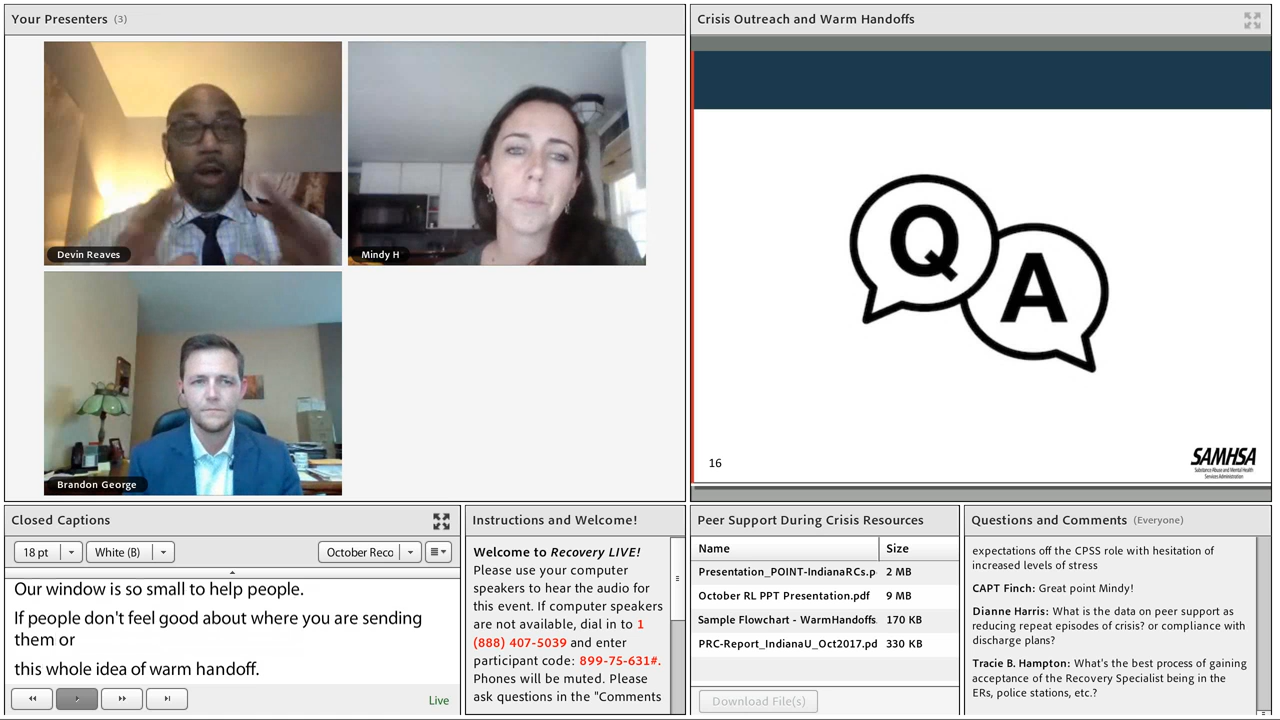 Your Presenters (3)
Devin Reaves
Mindy H
Brandon George
Crisis Outreach and Warm Handoffs
Q
A
16
SAMHSA
Substance Abuse and Mental Health
Services Administration
Closed Captions
18 pt
White (B)
October Reco
Our window is so small to help people.
If people don't feel good about where you are sending
them or
this whole idea of warm handoff.
Live
Instructions and Welcome!
Welcome to Recovery LIVE!
Please use your computer
speakers to hear the audio for
this event. If computer speakers
are not available, dial in to 1
(888) 407-5039 and enter
participant code: 899-75-631#.
Phones will be muted. Please
ask questions in the "Comments
Peer Support During Crisis Resources
Name Size
Presentation_POINT-IndianaRCs.p 2 MB
October RL PPT Presentation.pdf 9 MB
Sample Flowchart - WarmHandoffs 170 KB
PRC-Report_IndianaU_Oct2017.pd 330 KB
Download File(s)
Questions and Comments (Everyone)
expectations off the CPSS role with hesitation of
increased levels of stress
CAPT Finch: Great point Mindy!
Dianne Harris: What is the data on peer support as
reducing repeat episodes of crisis? or compliance with
discharge plans?
Tracie B. Hampton: What's the best process of gaining
acceptance of the Recovery Specialist being in the
ERs, police stations, etc.?